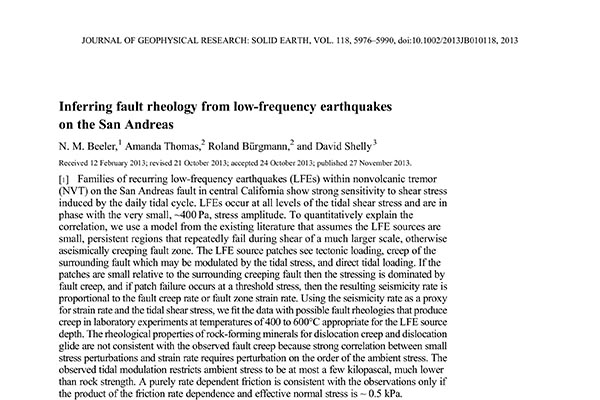 JOURNAL OF GEOPHYSICAL RESEARCH: SOLID EARTH, VOL. 118, 5976–5990, doi:10.1002/2013JB010118, 2013
Inferring fault rheology from low-frequency earthquakes
on the San Andreas
N. M. Beeler,1 Amanda Thomas,2 Roland Bürgmann,2 and David Shelly3
Received 12 February 2013; revised 21 October 2013; accepted 24 October 2013; published 27 November 2013.
[1] Families of recurring low-frequency earthquakes (LFEs) within nonvolcanic tremor
(NVT) on the San Andreas fault in central California show strong sensitivity to shear stress
induced by the daily tidal cycle. LFEs occur at all levels of the tidal shear stress and are in
phase with the very small, ~400 Pa, stress amplitude. To quantitatively explain the
correlation, we use a model from the existing literature that assumes the LFE sources are
small, persistent regions that repeatedly fail during shear of a much larger scale, otherwise
aseismically creeping fault zone. The LFE source patches see tectonic loading, creep of the
surrounding fault which may be modulated by the tidal stress, and direct tidal loading. If the
patches are small relative to the surrounding creeping fault then the stressing is dominated by
fault creep, and if patch failure occurs at a threshold stress, then the resulting seismicity rate is
proportional to the fault creep rate or fault zone strain rate. Using the seismicity rate as a proxy
for strain rate and the tidal shear stress, we fit the data with possible fault rheologies that produce
creep in laboratory experiments at temperatures of 400 to 600°C appropriate for the LFE source
depth. The rheological properties of rock-forming minerals for dislocation creep and dislocation
glide are not consistent with the observed fault creep because strong correlation between small
stress perturbations and strain rate requires perturbation on the order of the ambient stress. The
observed tidal modulation restricts ambient stress to be at most a few kilopascal, much lower
than rock strength. A purely rate dependent friction is consistent with the observations only if
the product of the friction rate dependence and effective normal stress is ~ 0.5 kPa.